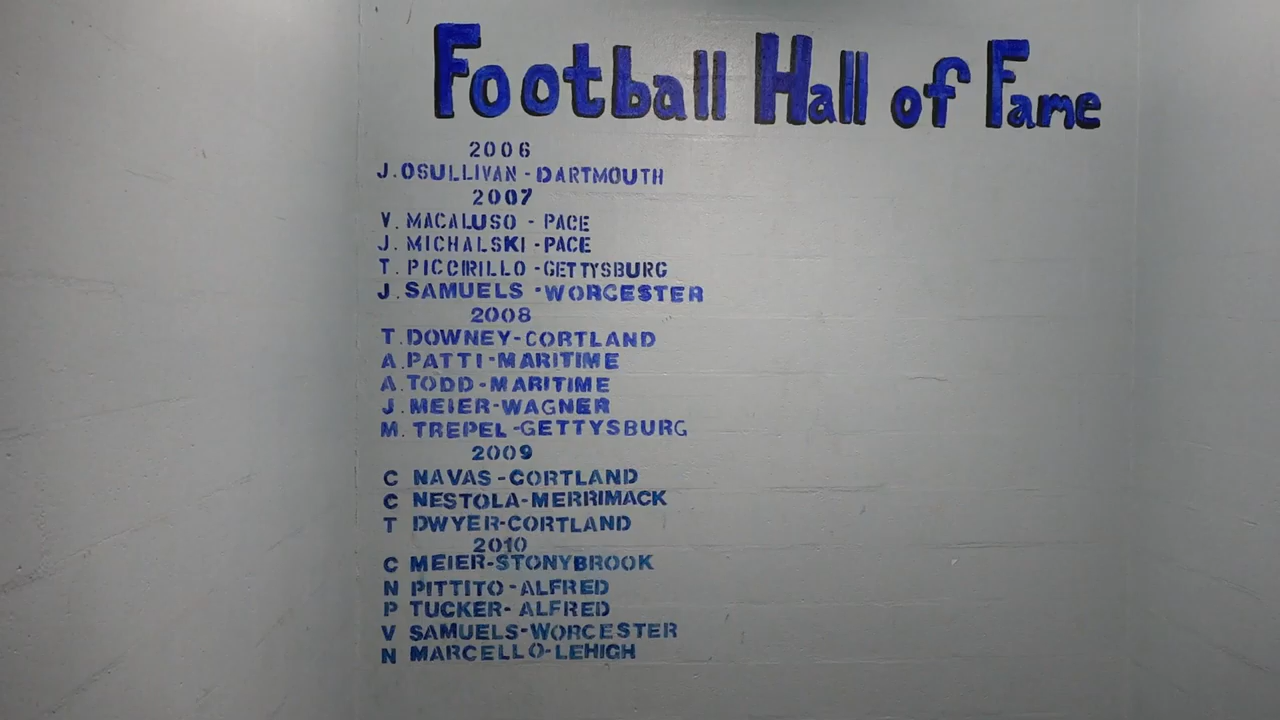 Football Hall of Fame
2006
J. OSULLIVAN - DARTMOUTH
2007
V. MACALUSO - PACE
J. MICHALSKI - PACE
T. PICCIRILLO - GETTYSBURG
J. SAMUELS - WORCESTER
2008
T. DOWNEY - CORTLAND
A. PATTI - MARITIME
A. TODD - MARITIME
J. MEIER - WAGNER
M. TREPEL - GETTYSBURG
2009
C NAVAS - CORTLAND
C NESTOLA - MERRIMACK
T DWYER - CORTLAND
2010
C MEIER - STONYBROOK
N PITTITO - ALFRED
P TUCKER - ALFRED
V SAMUELS - WORCESTER
N MARCELLO - LEHIGH